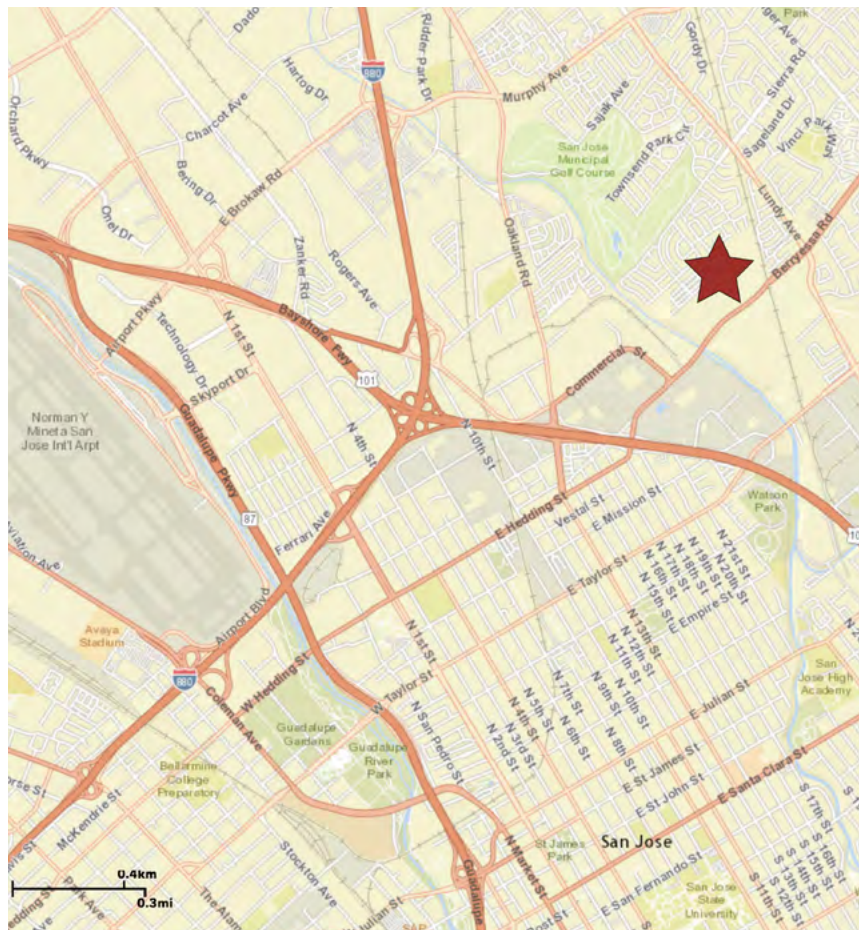 Ridder Park Dr
Gordy Dr
Park
Hartog Dr
880
Murphy Ave
Sajak Ave
Sierra Rd
Orchard Pkwy
Charcot Ave
San Jose
Municipal
Golf Course
Townsend Park Cir
Sageland Dr
Vinci Park Way
Bering Dr
E Brokaw Rd
Onel Dr
Zanker Rd
Rogers Ave
Oakland Rd
Lundy Ave
Berryessa Rd
Airport Pkwy
Technology Dr
N 1st St
Bayshore Fwy
101
Commercial St
Skyport Dr
Norman Y
Mineta San
Jose Int'l Arpt
Guadalupe Pkwy
N 4th St
N 10th St
Watson
Park
E Hedding St
Vestal St
E Mission St
87
Ferrari Ave
Aviation Ave
N 21st St
N 20th St
N 19th St
N 18th St
N 17th St
N 16th St
N 15th St
E Taylor St
E Empire St
Airport Blvd
Avaya
Stadium
N 1st St
N 13th St
N 12th St
N 11th St
N 10th St
N 9th St
N 8th St
N 7th St
N 6th St
N 5th St
N 4th St
N 3rd St
N 2nd St
San
Jose High
Academy
880
W Hedding St
W Taylor St
E Julian St
Coleman Ave
Guadalupe
Gardens
Guadalupe
River
Park
N San Pedro St
Bellarmine
College
Preparatory
E St James St
E Santa Clara St
E St John St
McKendrie St
St James
Park
San Jose
N Market St
S 17th St
S 16th St
S 15th St
S 14th St
S 13th St
S 12th St
S 11th St
0.4km
0.3mi
Stockton Ave
Guadalupe
E San Fernando St
San Jose
State
University
Park Ave
Hedding St
The Alam
W Julian St
SAP